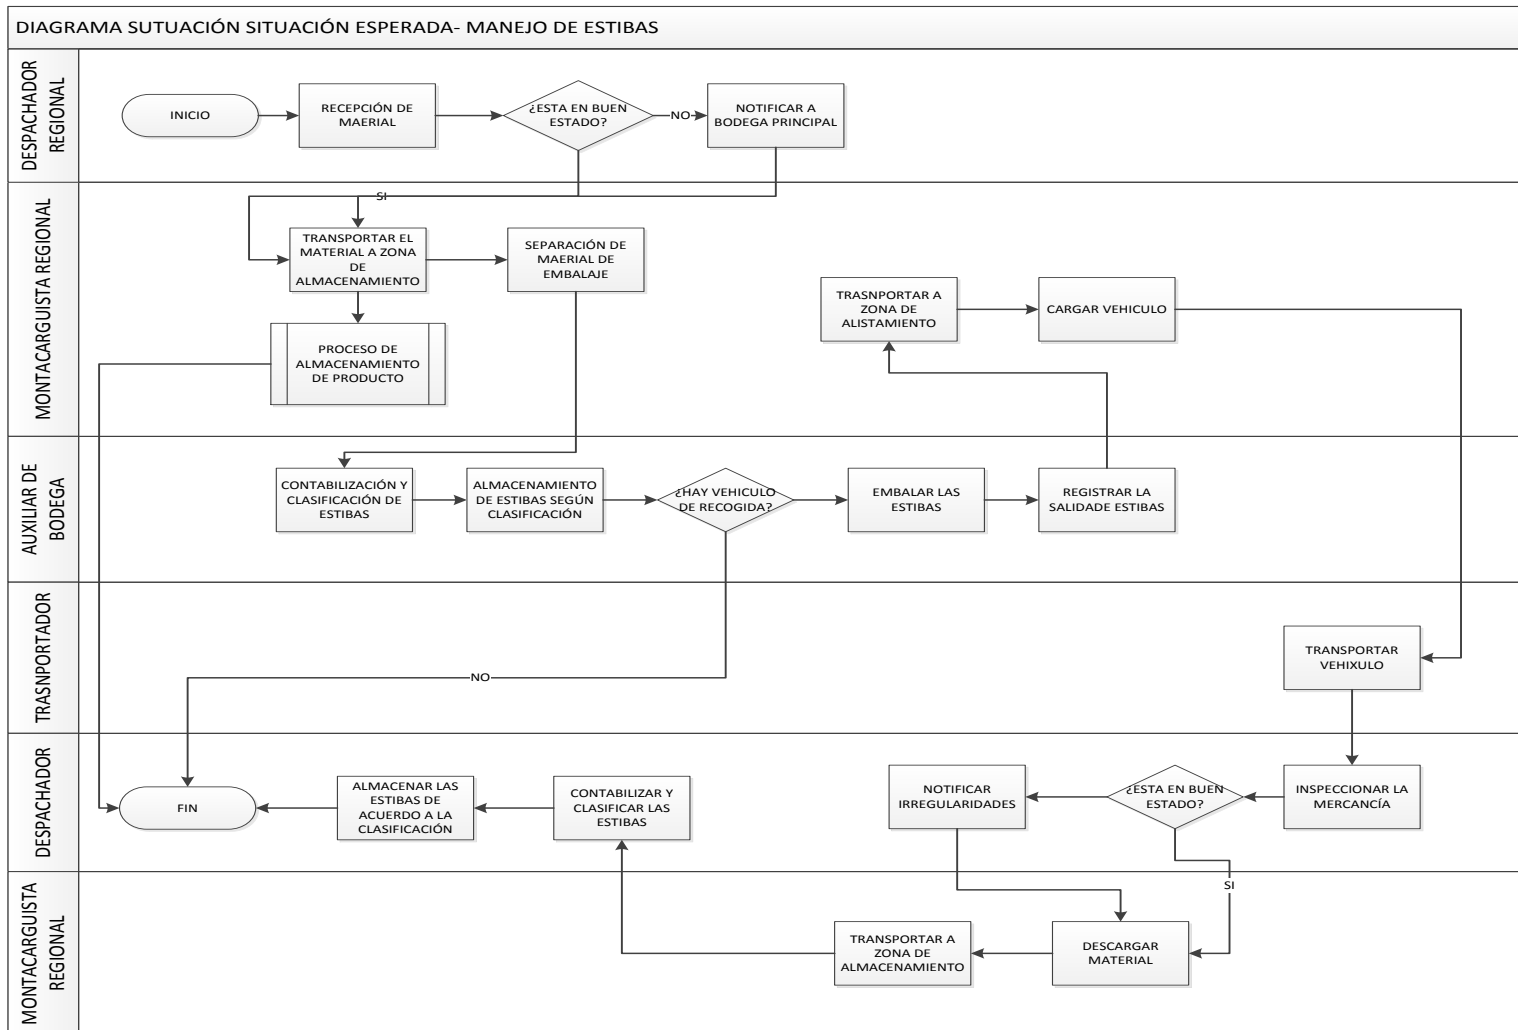 DIAGRAMA SUTUACIÓN SITUACIÓN ESPERADA- MANEJO DE ESTIBAS
DESPACHADOR
REGIONAL
INICIO
RECEPCIÓN DE
MAERIAL
¿ESTA EN BUEN
ESTADO?
NO
NOTIFICAR A
BODEGA PRINCIPAL
MONTACARGUISTA REGIONAL
SI
TRANSPORTAR EL
MATERIAL A ZONA
DE
ALMACENAMIENTO
SEPARACIÓN DE
MAERIAL DE
EMBALAJE
TRASNPORTAR A
ZONA DE
ALISTAMIENTO
CARGAR VEHICULO
PROCESO DE
ALMACENAMIENTO
DE PRODUCTO
AUXILIAR DE
BODEGA
CONTABILIZACIÓN Y
CLASIFICACIÓN DE
ESTIBAS
ALMACENAMIENTO
DE ESTIBAS SEGÚN
CLASIFICACIÓN
¿HAY VEHICULO
DE RECOGIDA?
EMBALAR LAS
ESTIBAS
REGISTRAR LA
SALIDADE ESTIBAS
TRASNPORTADOR
NO
TRANSPORTAR
VEHIXULO
DESPACHADOR
FIN
ALMACENAR LAS
ESTIBAS DE
ACUERDO A LA
CLASIFICACIÓN
CONTABILIZAR Y
CLASIFICAR LAS
ESTIBAS
NOTIFICAR
IRREGULARIDADES
¿ESTA EN BUEN
ESTADO?
INSPECCIONAR LA
MERCANCÍA
MONTACARGUISTA
REGIONAL
SI
TRANSPORTAR A
ZONA DE
ALMACENAMIENTO
DESCARGAR
MATERIAL